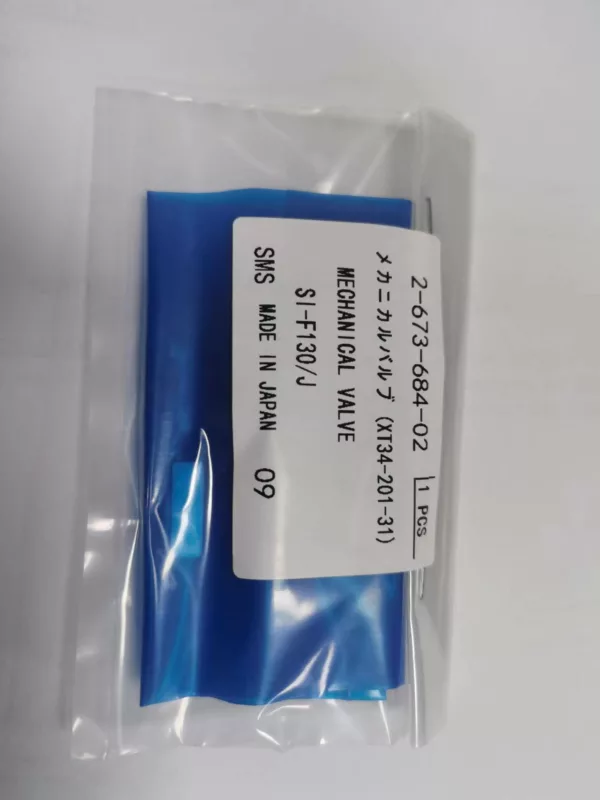 2-673-684-02 1 PCS
メカニカルバルブ (XT34-201-31)
MECHANICAL VALVE
SI-F130/J
SMS MADE IN JAPAN 09